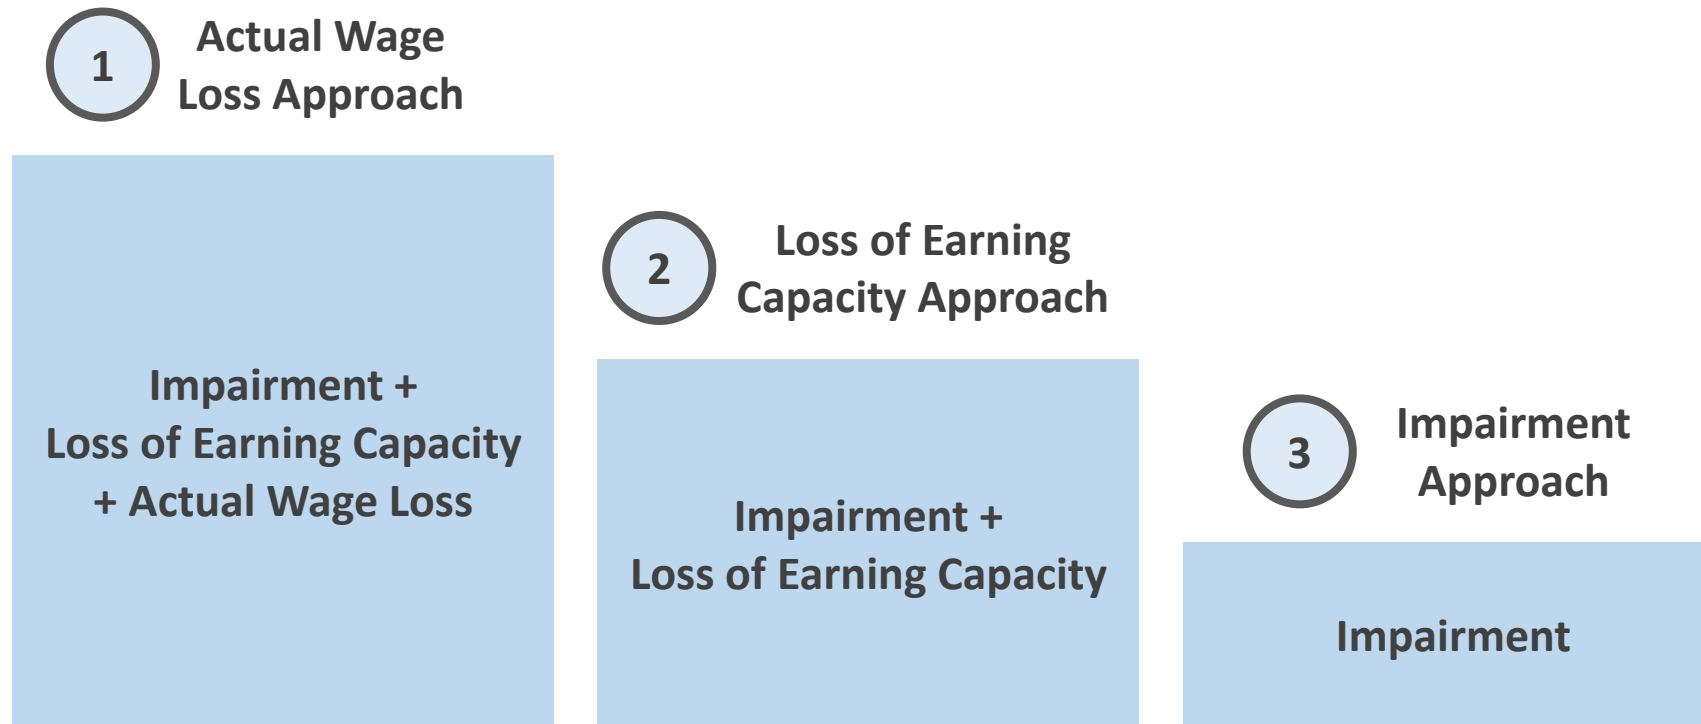 1
Actual Wage
Loss Approach
Impairment +
Loss of Earning Capacity
+ Actual Wage Loss
2
Loss of Earning
Capacity Approach
Impairment +
Loss of Earning Capacity
3
Impairment
Approach
Impairment